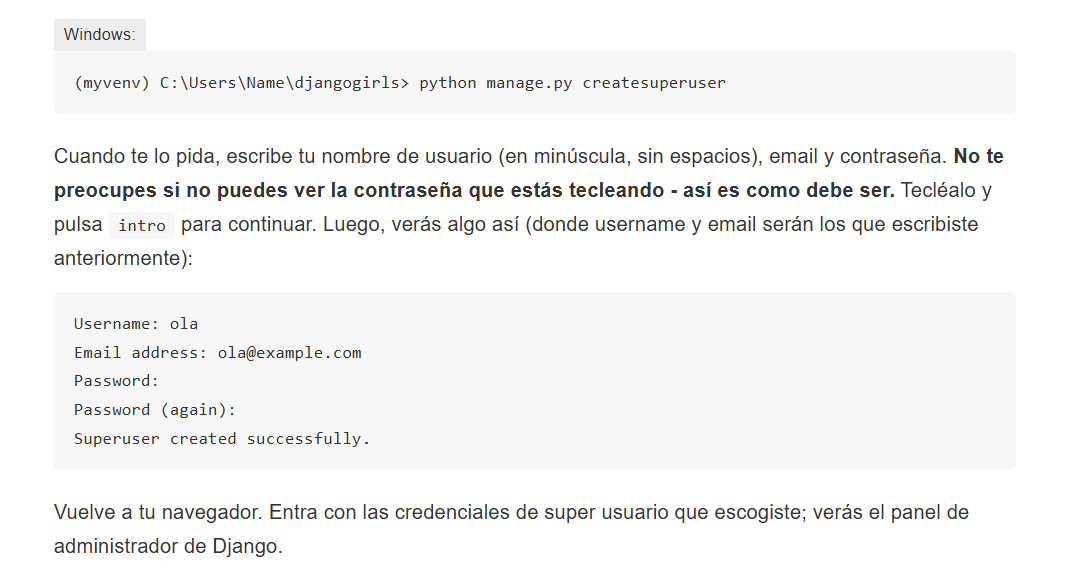 Windows:
(myvenv) C:\Users\Name\djangogirls> python manage.py createsuperuser
Cuando te lo pida, escribe tu nombre de usuario (en minúscula, sin espacios), email y contraseña. No te
preocupes si no puedes ver la contraseña que estás tecleando - así es como debe ser. Tecléalo y
pulsa intro para continuar. Luego, verás algo así (donde username y email serán los que escribiste
anteriormente):
Username: ola
Email address: ola@example.com
Password:
Password (again):
Superuser created successfully.
Vuelve a tu navegador. Entra con las credenciales de super usuario que escogiste; verás el panel de
administrador de Django.